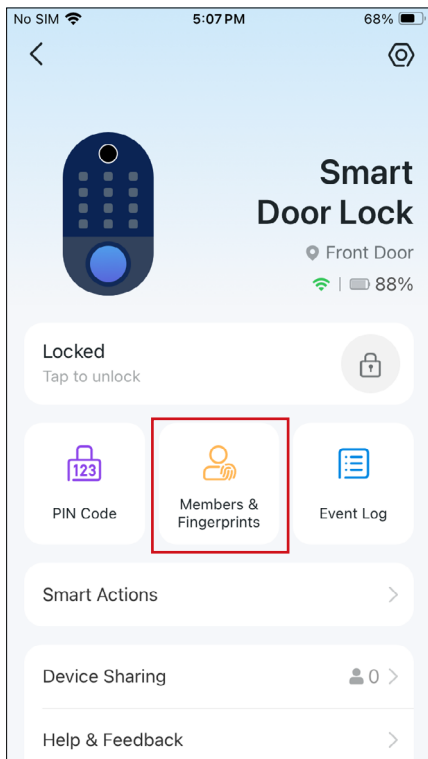 No SIM 5:07 PM 68%
Smart
Door Lock
Front Door
88%
Locked
Tap to unlock
123
PIN Code
Members &
Fingerprints
Event Log
Smart Actions
Device Sharing 0
Help & Feedback